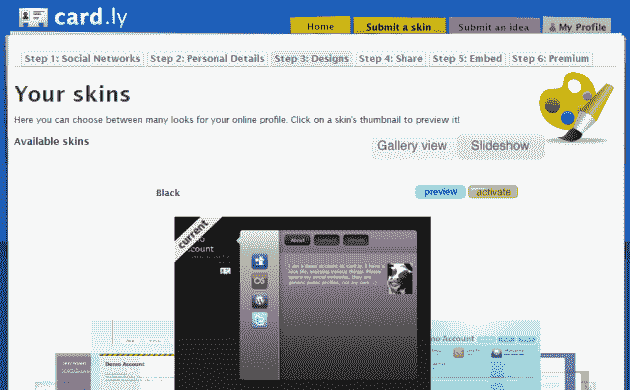 card.ly
Home
Submit a skin
Submit an idea
My Profile
Step 1: Social Networks
Step 2: Personal Details
Step 3: Designs
Step 4: Share
Step 5: Embed
Step 6: Premium
Your skins
Here you can choose between many looks for your online profile. Click on a skin's thumbnail to preview it!
Available skins
Gallery view
Slideshow
Black
preview
activate
current
Account
About
Demo Account
Account